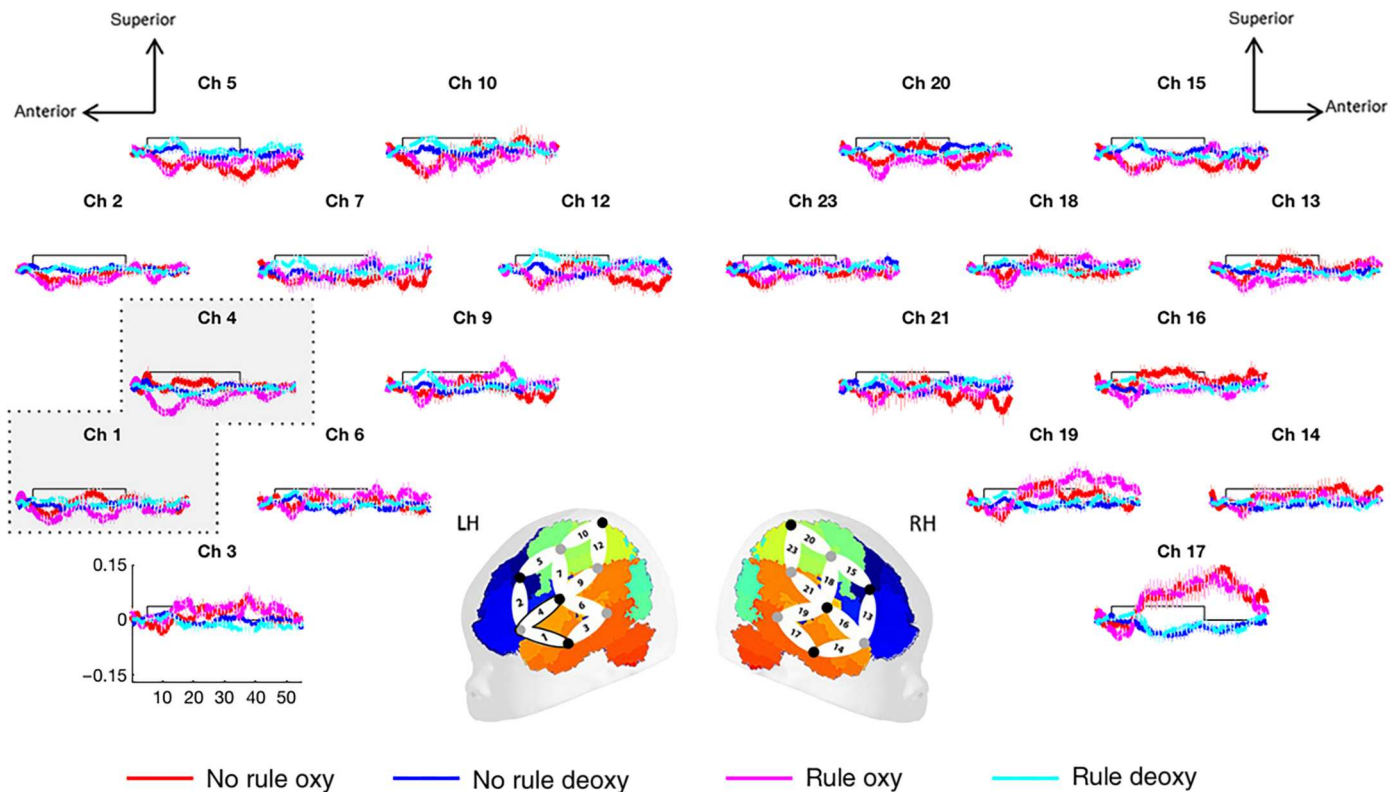 Superior
Superior
Anterior
Anterior
Ch 5
Ch 10
Ch 20
Ch 15
Ch 2
Ch 7
Ch 12
Ch 23
Ch 18
Ch 13
Ch 4
Ch 9
Ch 21
Ch 16
Ch 1
Ch 6
Ch 19
Ch 14
LH
RH
Ch 3
Ch 17
0.15
0
−0.15
10 20 30 40 50
10
5
12
7
9
2
4
6
1
3
20
23
15
18
21
19
13
16
17
14
No rule oxy
No rule deoxy
Rule oxy
Rule deoxy